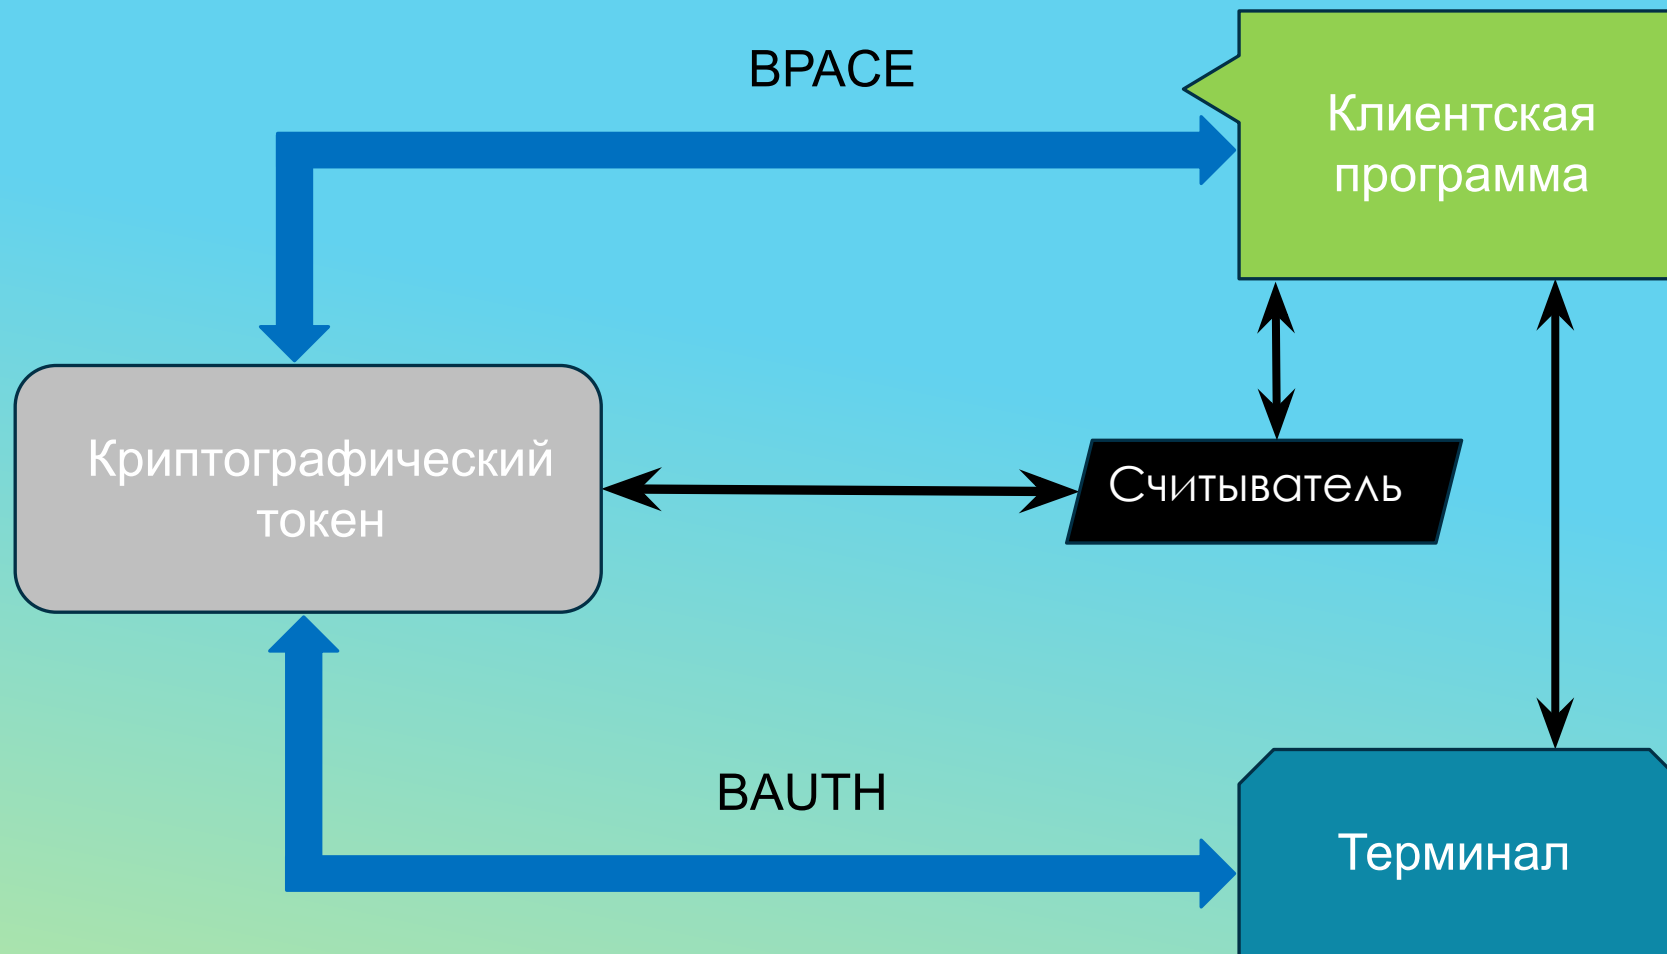 BPACE
Клиентская
программа
Криптографический
токен
Считыватель
BAUTH
Терминал